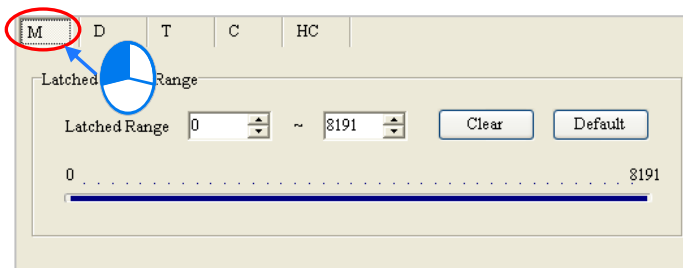 M D T C HC
Latched Range
Latched Range 0 ~ 8191 Clear Default
0 8191